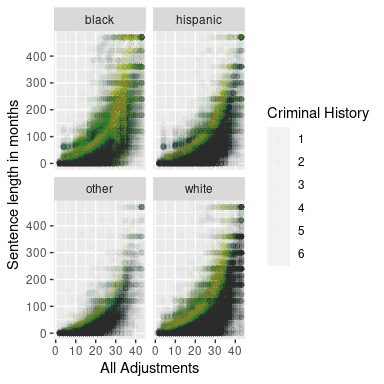 black
hispanic
400
300
200
100
0
other
white
400
300
200
100
0
0 10 20 30 40
0 10 20 30 40
Sentence length in months
All Adjustments
Criminal History
1
2
3
4
5
6